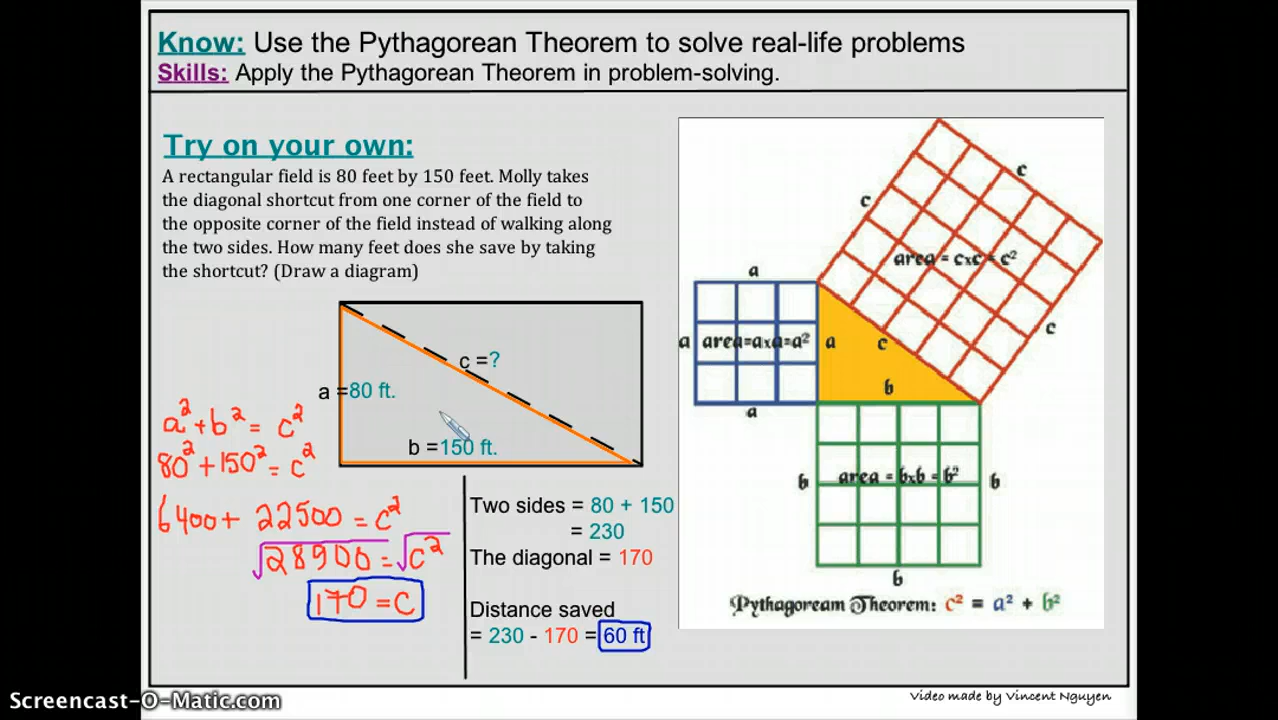 Know: Use the Pythagorean Theorem to solve real-life problems
Skills: Apply the Pythagorean Theorem in problem-solving.
Try on your own:
A rectangular field is 80 feet by 150 feet. Molly takes
the diagonal shortcut from one corner of the field to
the opposite corner of the field instead of walking along
the two sides. How many feet does she save by taking
the shortcut? (Draw a diagram)
c =?
a =80 ft.
b =150 ft.
a² + b² = c²
80² + 150² = c²
6400 + 22500 = c²
√28900 = √c²
170 = c
Two sides = 80 + 150
= 230
The diagonal = 170
Distance saved
= 230 - 170 = 60 ft
c
c
area = cxc = c²
c
c
a
a
area=axa=a²
a
a
b
b
area = bxb = b²
b
b
Pythagoream Theorem: c² = a² + b²
Video made by Vincent Nguyen
Screencast-O-Matic.com